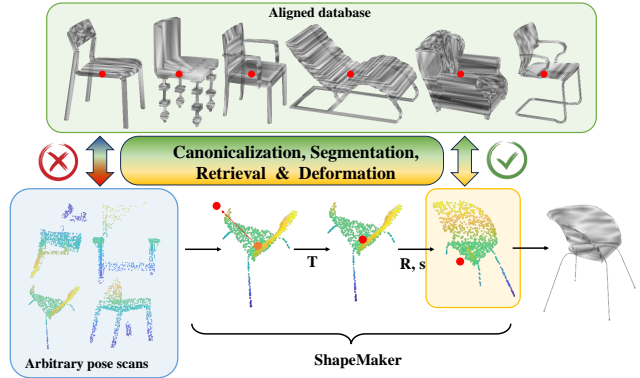 Aligned database
Canonicalization, Segmentation,
Retrieval & Deformation
T
R, s
Arbitrary pose scans
ShapeMaker